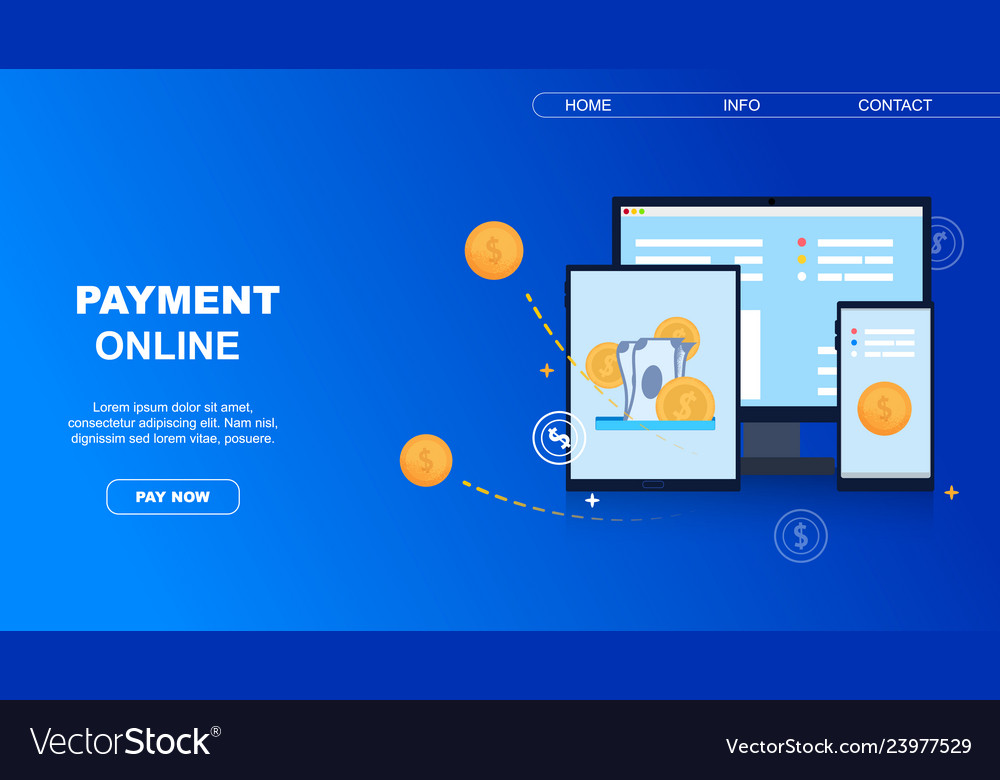 HOME INFO CONTACT
PAYMENT
ONLINE
Lorem ipsum dolor sit amet,
consectetur adipiscing elit. Nam nisl,
dignissim sed lorem vitae, posuere.
PAY NOW
$
$
$
$
$
$
$
$
$
VectorStock®
VectorStock.com/23977529